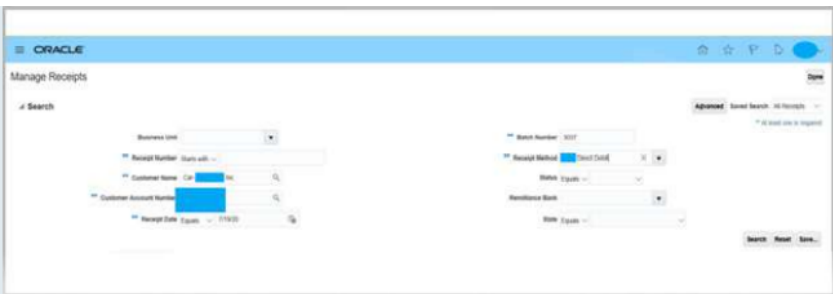 ORACLE
Manage Receipts
Done
Search
Advanced Saved Search All Receipts
** At least one is required
Business Unit
** Batch Number
** Receipt Number Starts with
** Receipt Method Direct Debit
** Customer Name Inc
Status Equals
** Customer Account Number
Remittance Bank
** Receipt Date Equals
State Equals
Search Reset Save...